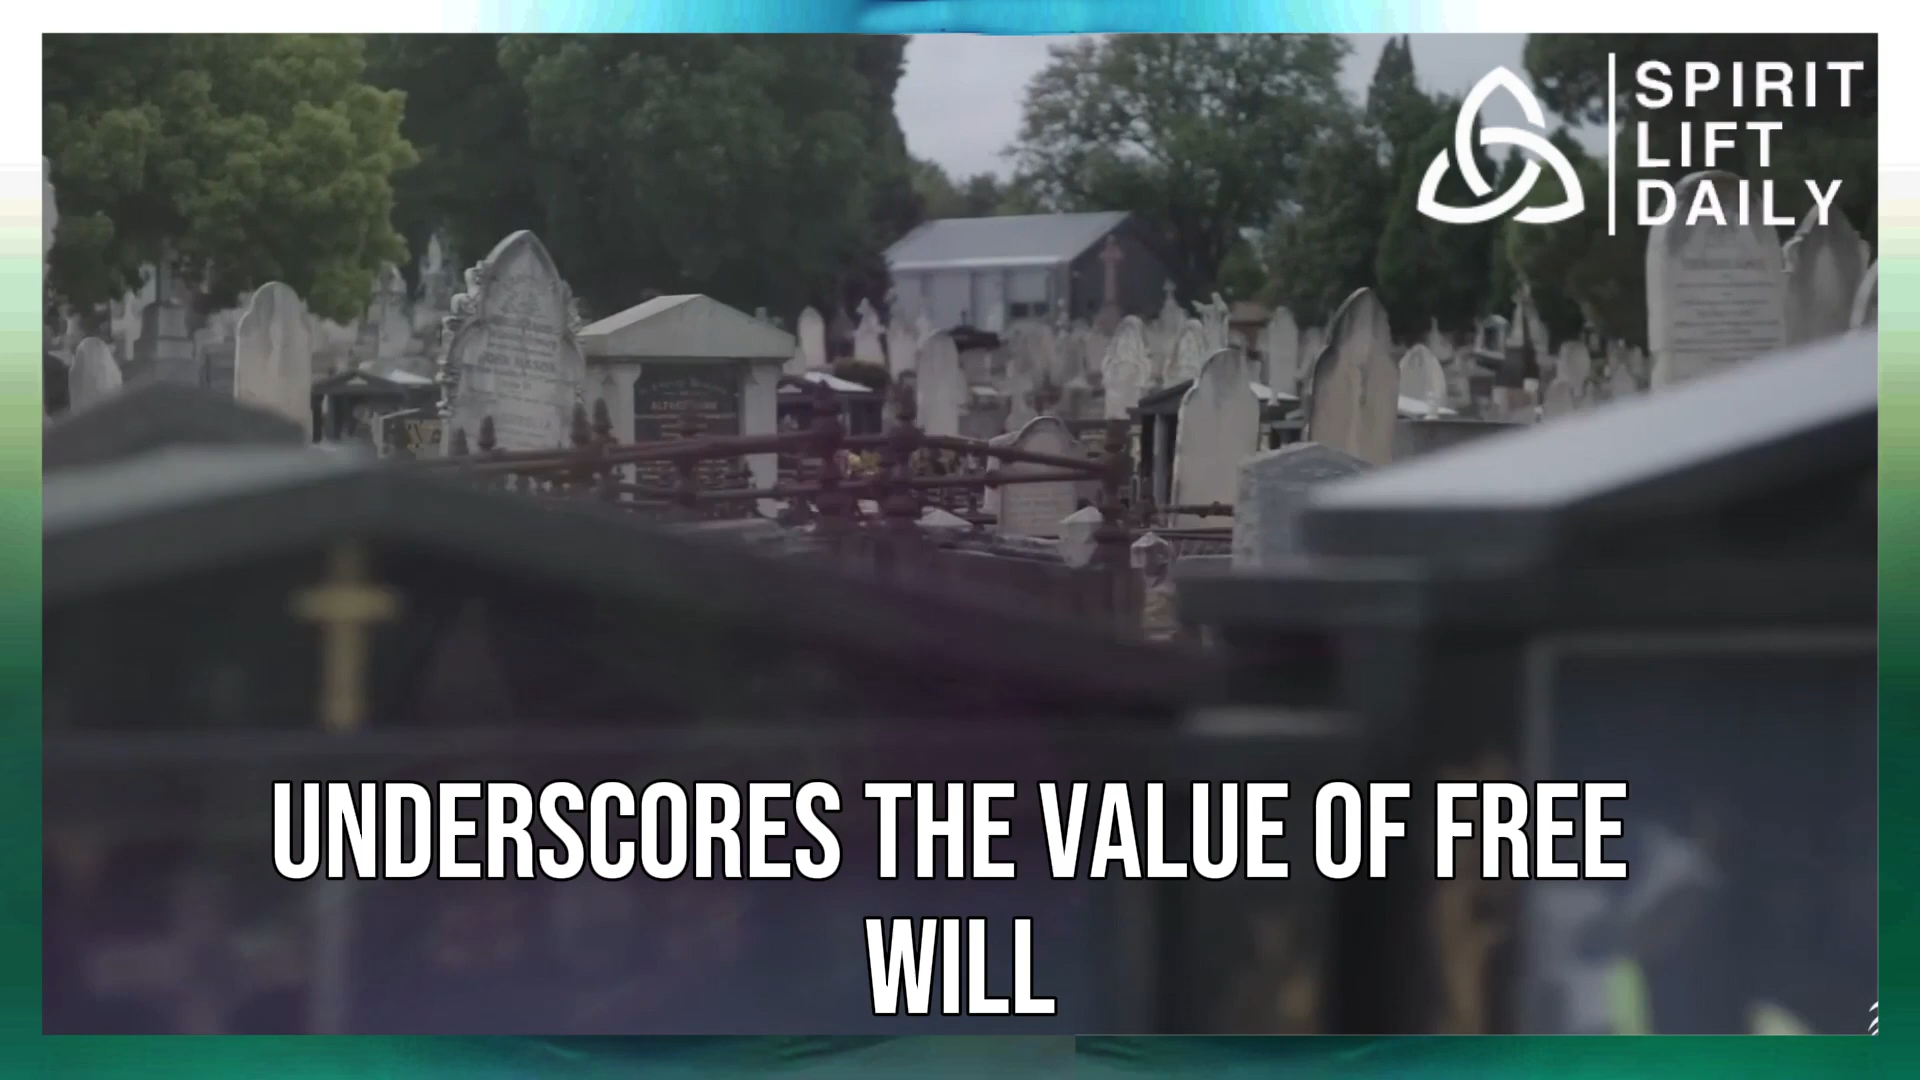 SPIRIT
LIFT
DAILY
UNDERSCORES THE VALUE OF FREE
WILL